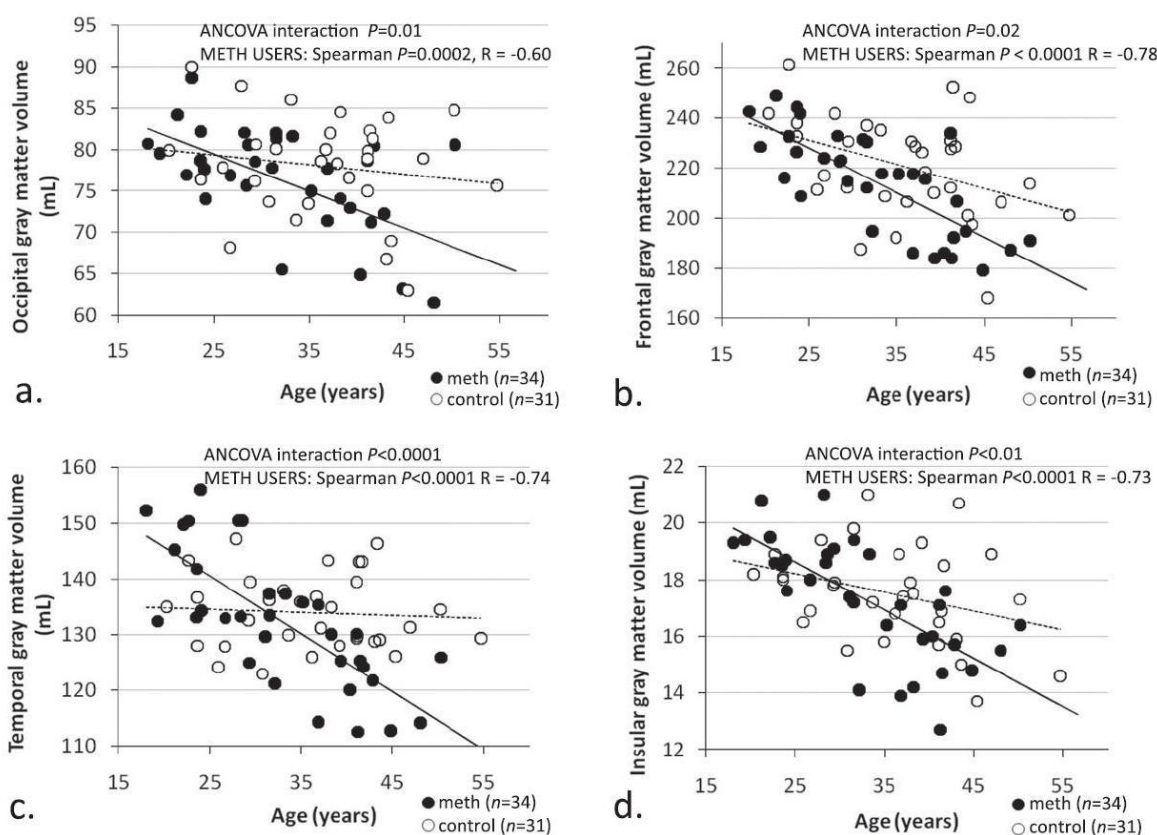 ANCOVA interaction P=0.01
METH USERS: Spearman P=0.0002, R = -0.60
95
90
85
80
75
70
65
60
Occipital gray matter volume
(mL)
15 25 35 45 55
Age (years)
meth (n=34)
control (n=31)
a.
ANCOVA interaction P=0.02
METH USERS: Spearman P < 0.0001 R = -0.78
260
240
220
200
180
160
Frontal gray matter volume (mL)
15 25 35 45 55
Age (years)
meth (n=34)
control (n=31)
b.
ANCOVA interaction P<0.0001
METH USERS: Spearman P<0.0001 R = -0.74
160
150
140
130
120
110
Temporal gray matter volume
(mL)
15 25 35 45 55
Age (years)
meth (n=34)
control (n=31)
c.
ANCOVA interaction P<0.01
METH USERS: Spearman P<0.0001 R = -0.73
22
20
18
16
14
12
Insular gray matter volume (mL)
15 25 35 45 55
Age (years)
meth (n=34)
control (n=31)
d.